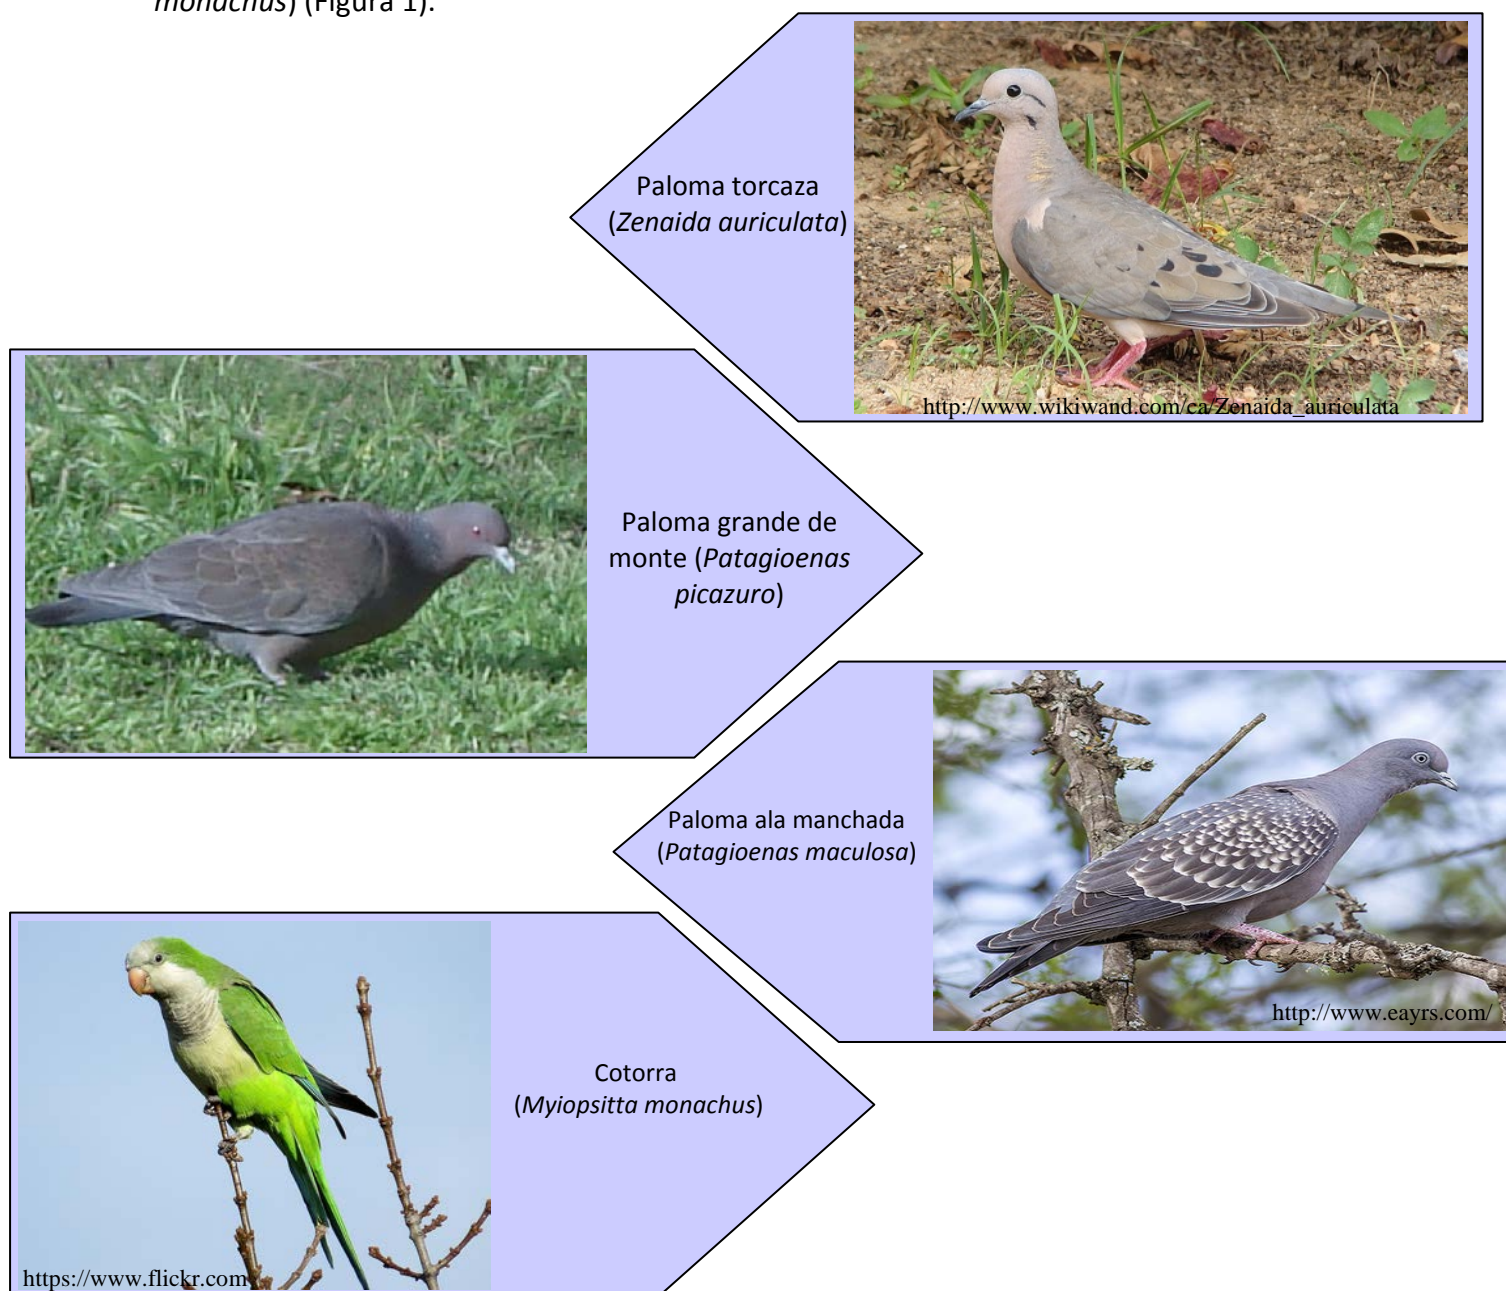 monachus) (Figura 1).
Paloma torcaza
(Zenaida auriculata)
http://www.wikiwand.com/ca/Zenaida_auriculata
Paloma grande de
monte (Patagioenas
picazuro)
Paloma ala manchada
(Patagioenas maculosa)
http://www.eayrs.com/
Cotorra
(Myiopsitta monachus)
https://www.flickr.com